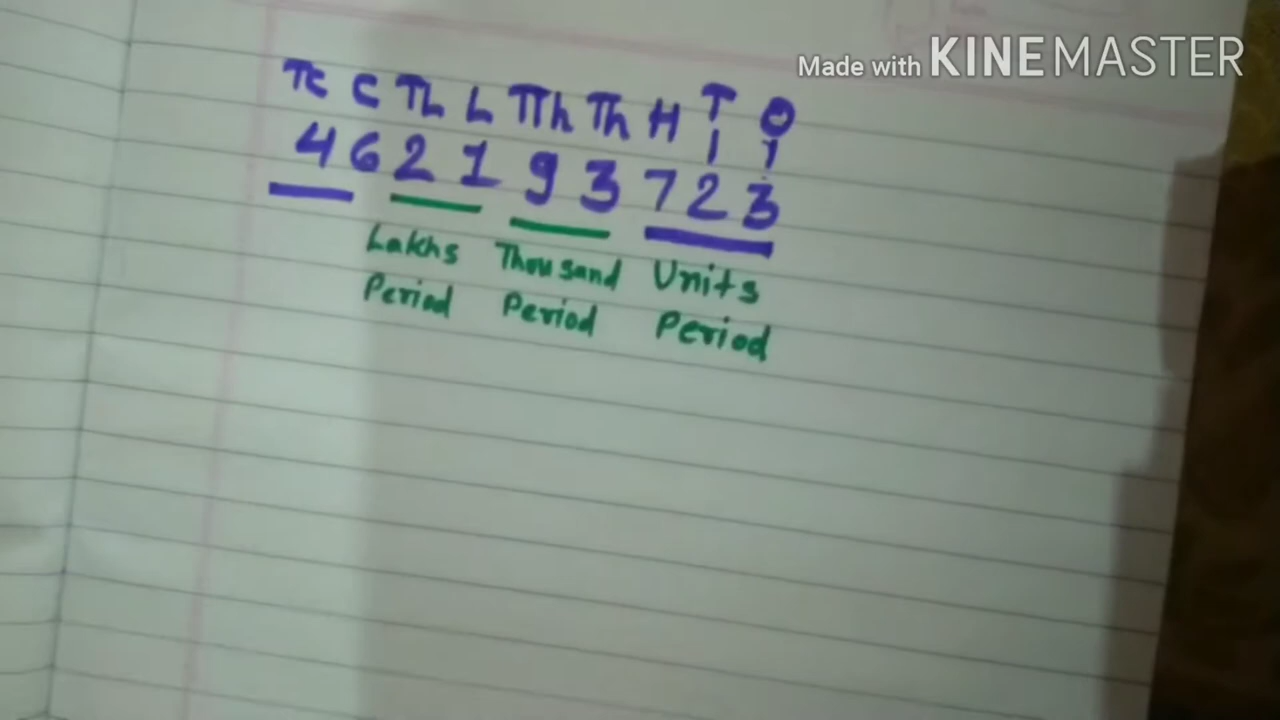 Made with KINEMASTER
TC C TL L TTh Th H T O
4 6 2 1 9 3 7 2 3
Lakhs Thousand Units
Period Period Period